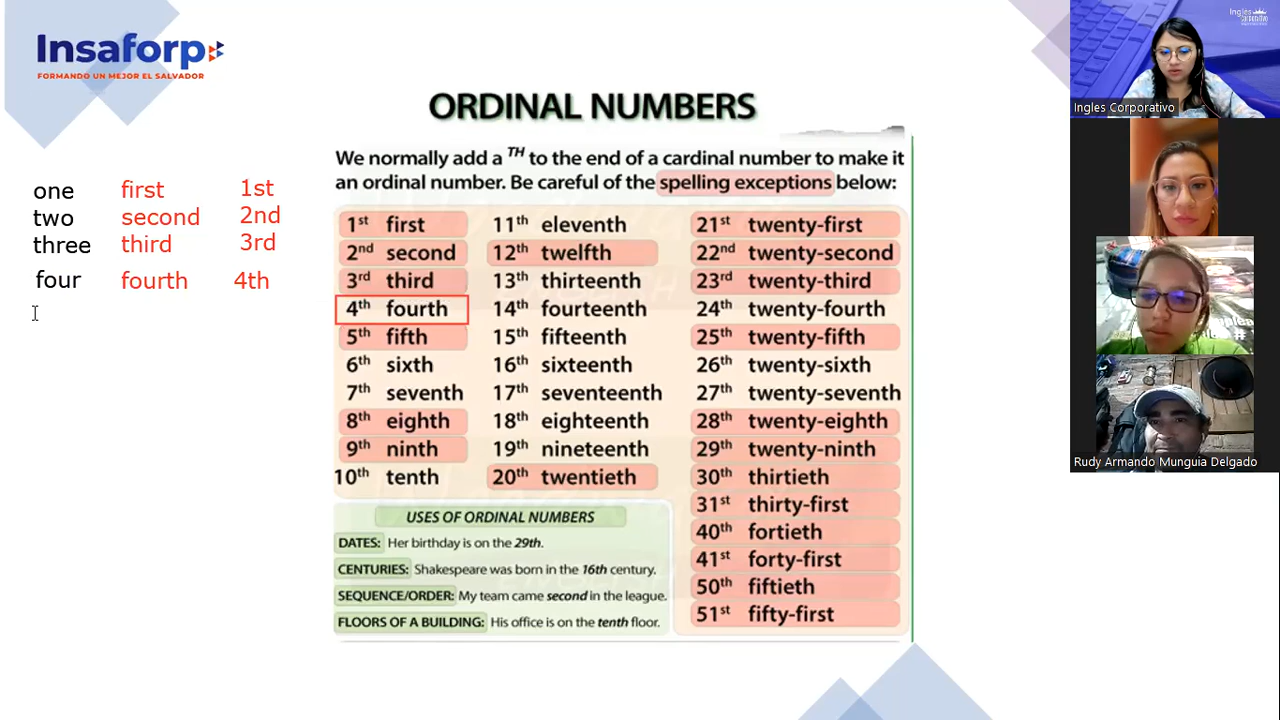 Insaforp
FORMANDO UN MEJOR EL SALVADOR
ORDINAL NUMBERS
We normally add a TH to the end of a cardinal number to make it
an ordinal number. Be careful of the spelling exceptions below:
one first 1st
two second 2nd
three third 3rd
four fourth 4th
1st first
2nd second
3rd third
4th fourth
5th fifth
6th sixth
7th seventh
8th eighth
9th ninth
10th tenth
11th eleventh
12th twelfth
13th thirteenth
14th fourteenth
15th fifteenth
16th sixteenth
17th seventeenth
18th eighteenth
19th nineteenth
20th twentieth
21st twenty-first
22nd twenty-second
23rd twenty-third
24th twenty-fourth
25th twenty-fifth
26th twenty-sixth
27th twenty-seventh
28th twenty-eighth
29th twenty-ninth
30th thirtieth
31st thirty-first
40th fortieth
41st forty-first
50th fiftieth
51st fifty-first
USES OF ORDINAL NUMBERS
DATES: Her birthday is on the 29th.
CENTURIES: Shakespeare was born in the 16th century.
SEQUENCE/ORDER: My team came second in the league.
FLOORS OF A BUILDING: His office is on the tenth floor.
Ingles Corporativo
Rudy Armando Munguia Delgado